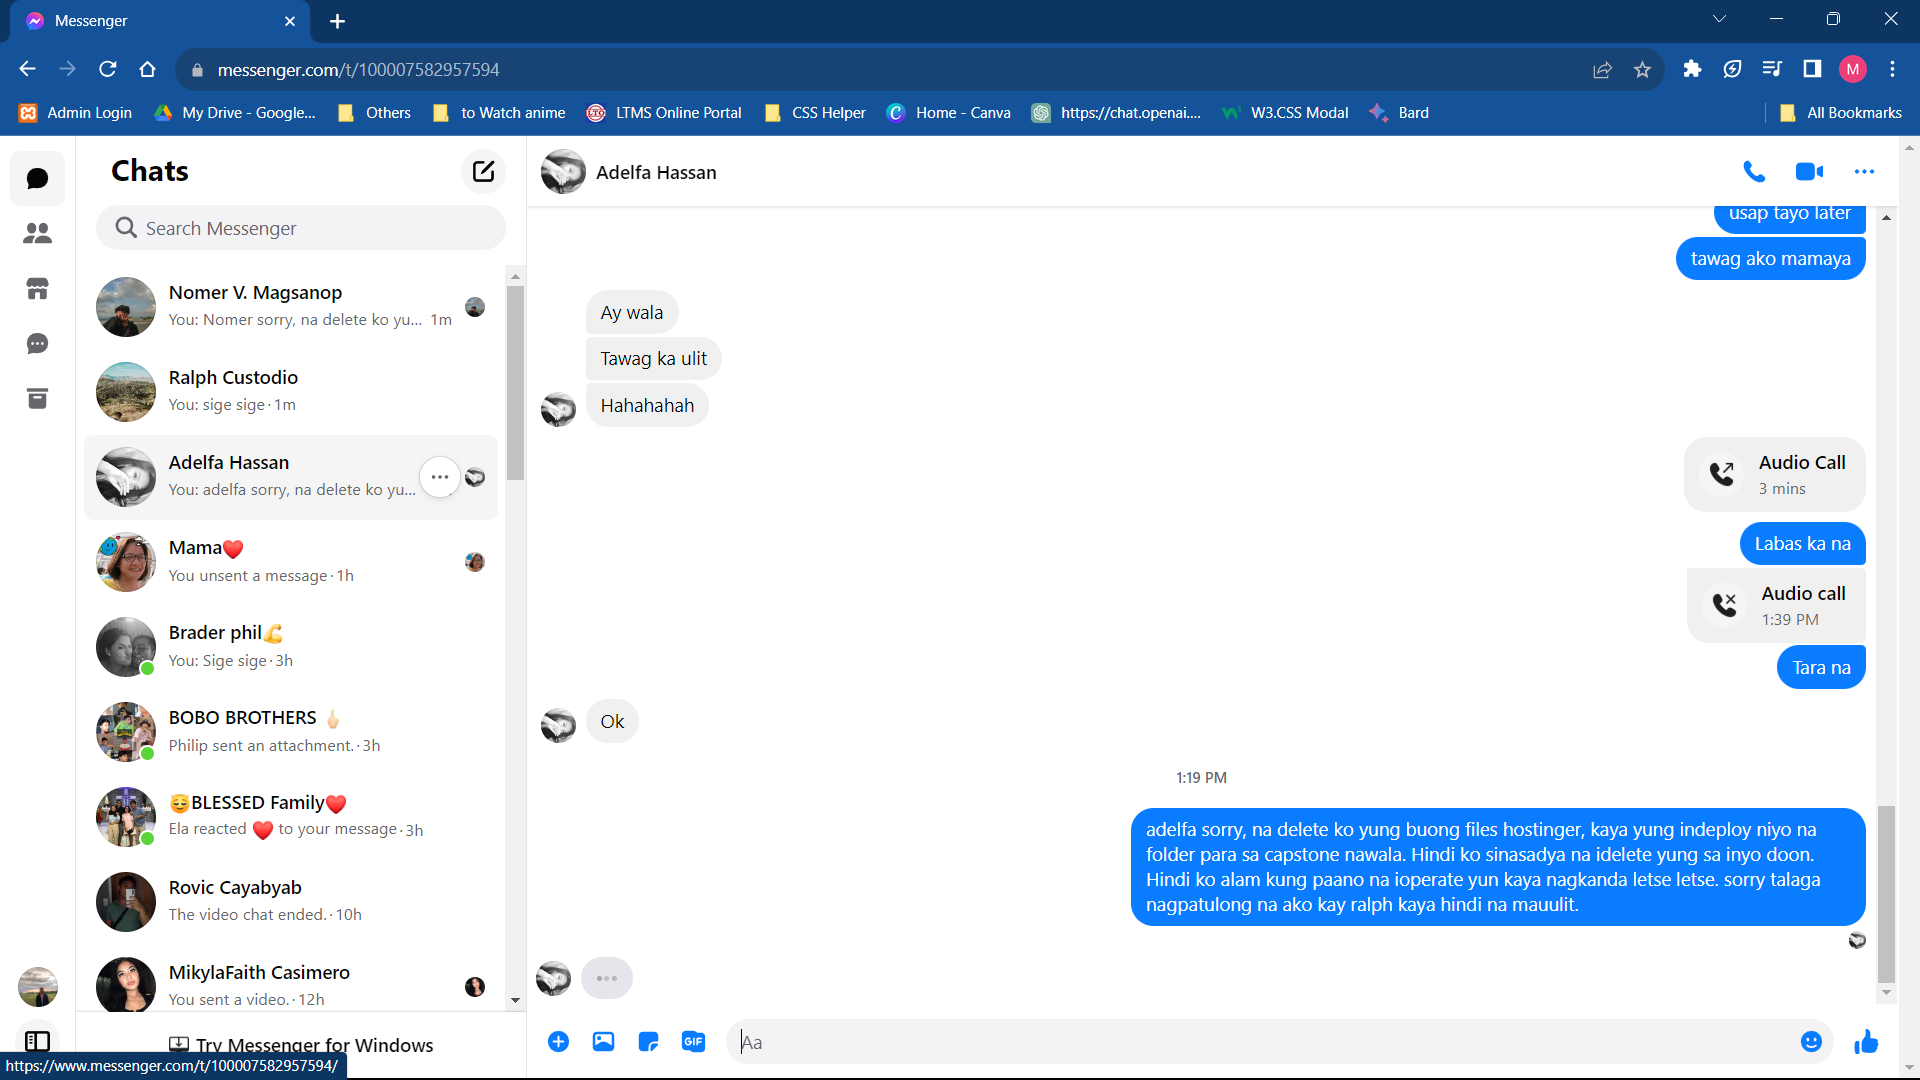 Messenger
messenger.com/t/100007582957594
M
Admin Login
My Drive - Google...
Others
to Watch anime
LTMS Online Portal
CSS Helper
Home - Canva
https://chat.openai....
W3.CSS Modal
Bard
All Bookmarks
Chats
Search Messenger
Nomer V. Magsanop
You: Nomer sorry, na delete ko yu... 1m
Ralph Custodio
You: sige sige · 1m
Adelfa Hassan
You: adelfa sorry, na delete ko yu...
Mama❤️
You unsent a message · 1h
Brader phil💪
You: Sige sige · 3h
BOBO BROTHERS 🖕🏻
Philip sent an attachment. · 3h
😇BLESSED Family❤️
Ela reacted ❤️ to your message · 3h
Rovic Cayabyab
The video chat ended. · 10h
MikylaFaith Casimero
You sent a video. · 12h
Try Messenger for Windows
https://www.messenger.com/t/100007582957594/
Adelfa Hassan
usap tayo later
tawag ako mamaya
Ay wala
Tawag ka ulit
Hahahahah
Audio Call
3 mins
Labas ka na
Audio call
1:39 PM
Tara na
Ok
1:19 PM
adelfa sorry, na delete ko yung buong files hostinger, kaya yung indeploy niyo na
folder para sa capstone nawala. Hindi ko sinasadya na idelete yung sa inyo doon.
Hindi ko alam kung paano na ioperate yun kaya nagkanda letse letse. sorry talaga
nagpatulong na ako kay ralph kaya hindi na mauulit.
GIF
Aa